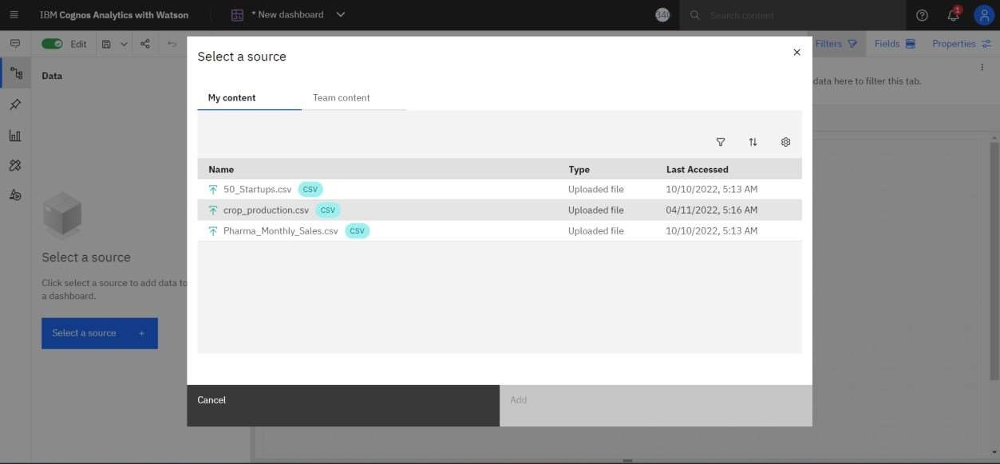 IBM Cognos Analytics with Watson
* New dashboard
Search content
1
Edit
Filters
Fields
Properties
Data
data here to filter this tab.
Select a source
My content
Team content
Name Type Last Accessed
50_Startups.csv CSV Uploaded file 10/10/2022, 5:13 AM
crop_production.csv CSV Uploaded file 04/11/2022, 5:16 AM
Pharma_Monthly_Sales.csv CSV Uploaded file 10/10/2022, 5:13 AM
Select a source
Click select a source to add data to
a dashboard.
Select a source +
Cancel
Add